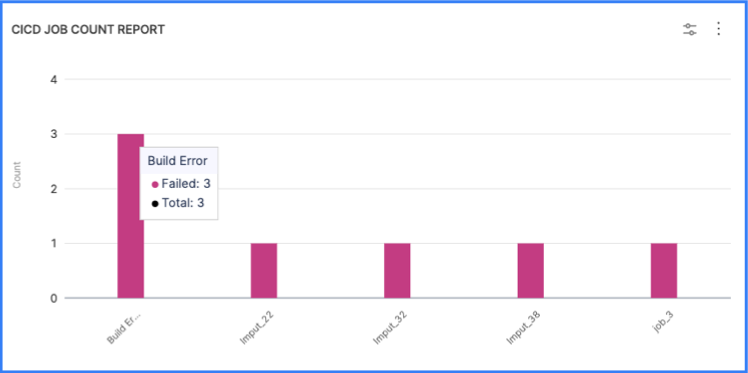 CICD JOB COUNT REPORT
4
3
2
1
0
Count
Build Error
Failed: 3
Total: 3
Build Er...
Imput_22
Imput_32
Imput_38
job_3